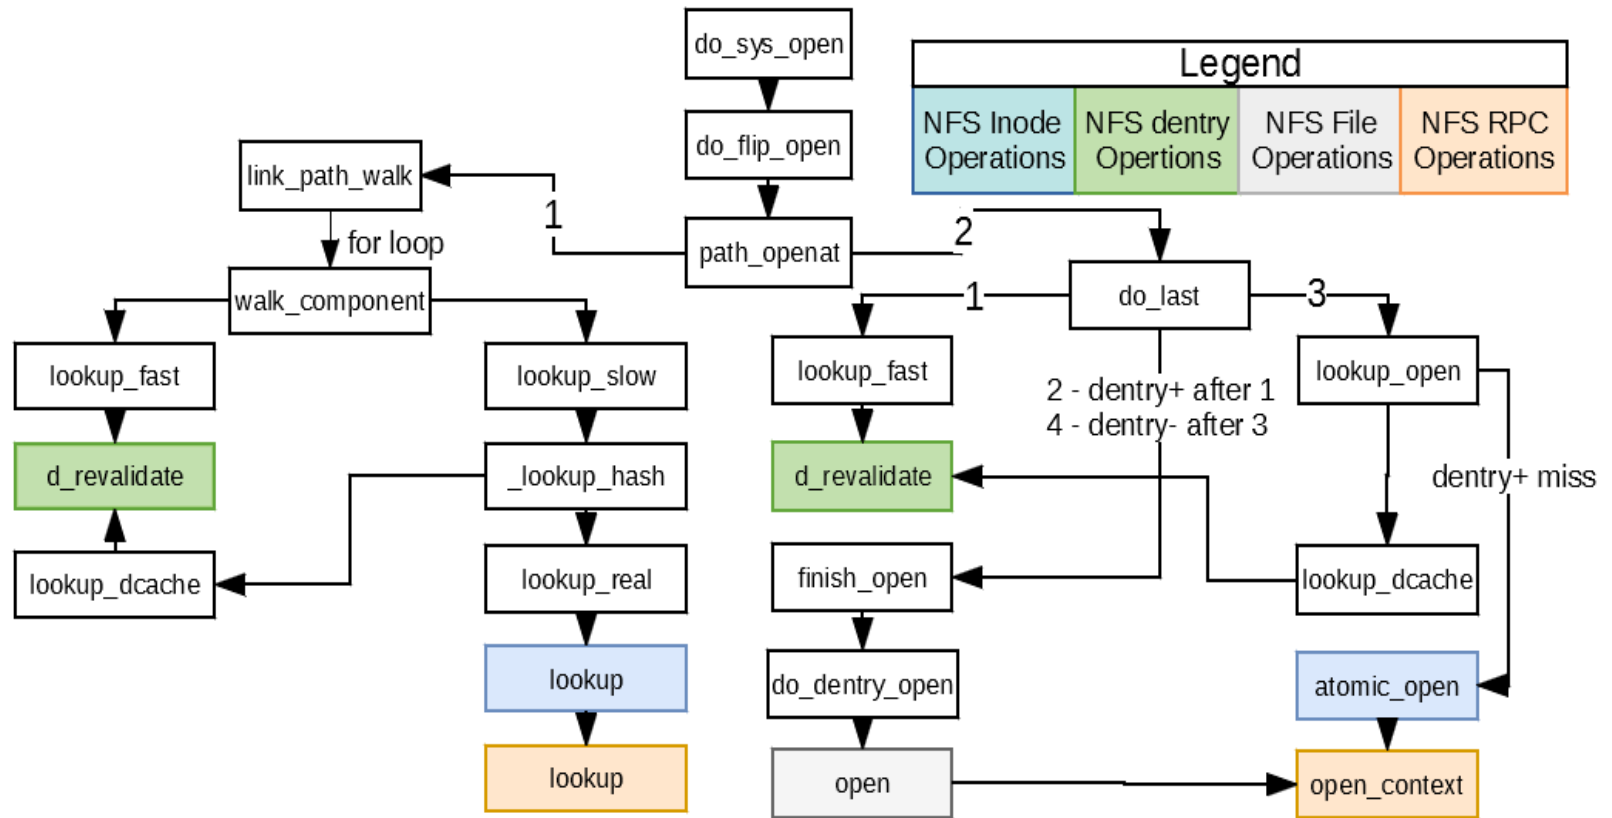 do_sys_open
Legend
NFS Inode
Operations
NFS dentry
Opertions
NFS File
Operations
NFS RPC
Operations
do_flip_open
link_path_walk
1
2
for loop
path_openat
walk_component
1
do_last
3
lookup_fast
lookup_slow
lookup_fast
2 - dentry+ after 1
4 - dentry- after 3
lookup_open
d_revalidate
_lookup_hash
d_revalidate
dentry+ miss
lookup_dcache
lookup_real
finish_open
lookup_dcache
lookup
do_dentry_open
atomic_open
lookup
open
open_context